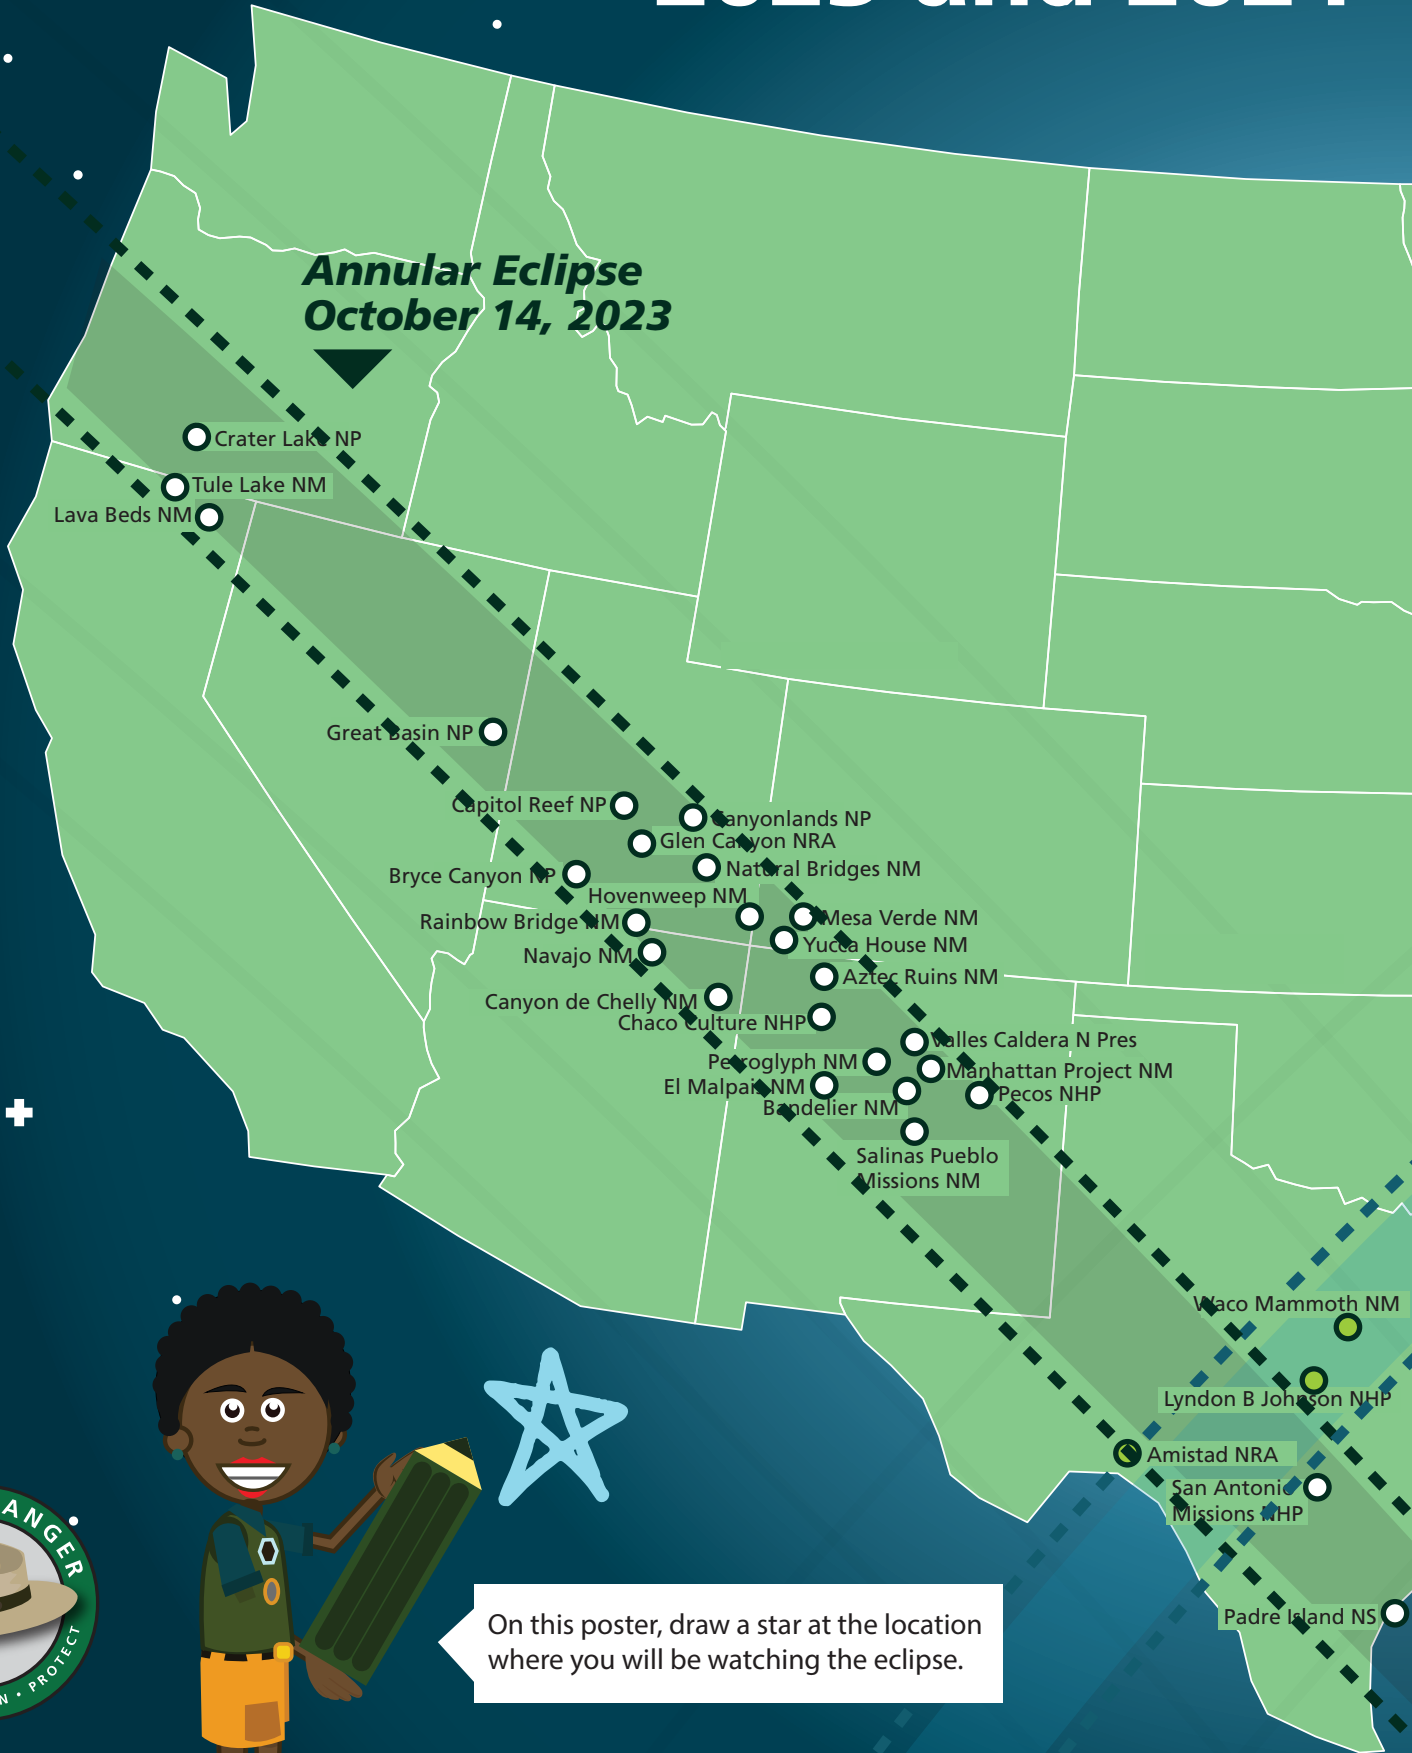 2023 and 2024
Annular Eclipse
October 14, 2023
Crater Lake NP
Tule Lake NM
Lava Beds NM
Great Basin NP
Capitol Reef NP
Canyonlands NP
Glen Canyon NRA
Natural Bridges NM
Bryce Canyon NP
Hovenweep NM
Mesa Verde NM
Rainbow Bridge NM
Yucca House NM
Navajo NM
Aztec Ruins NM
Canyon de Chelly NM
Chaco Culture NHP
Valles Caldera N Pres
Petroglyph NM
Manhattan Project NM
El Malpais NM
Pecos NHP
Bandelier NM
Salinas Pueblo
Missions NM
Waco Mammoth NM
Lyndon B Johnson NHP
Amistad NRA
San Antonio
Missions NHP
Padre Island NS
ANGER
N • PROTECT
On this poster, draw a star at the location
where you will be watching the eclipse.